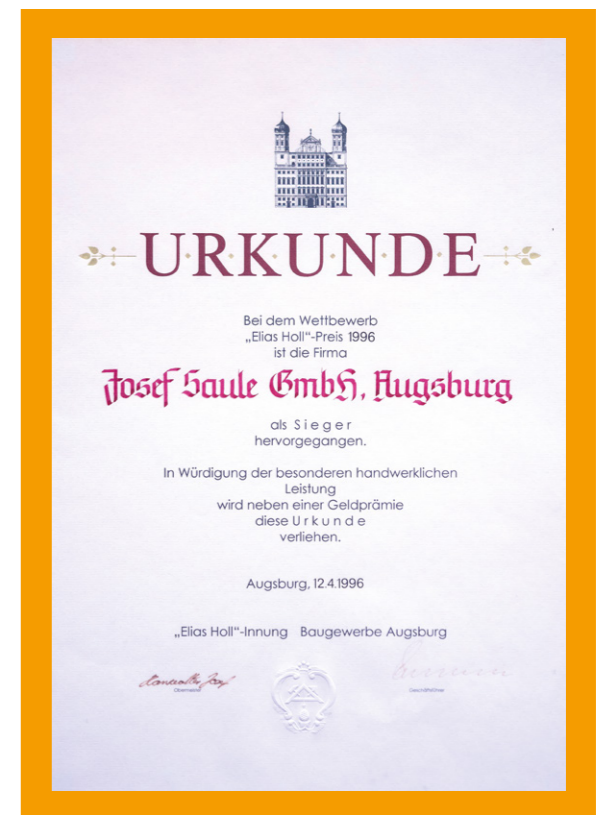 URKUNDE
Bei dem Wettbewerb
„Elias Holl“-Preis 1996
ist die Firma
Josef Saule GmbH, Augsburg
als S i e g e r
hervorgegangen.
In Würdigung der besonderen handwerklichen
Leistung
wird neben einer Geldprämie
diese U r k u n d e
verliehen.
Augsburg, 12.4.1996
„Elias Holl“-Innung Baugewerbe Augsburg
Obermeister
Geschäftsführer